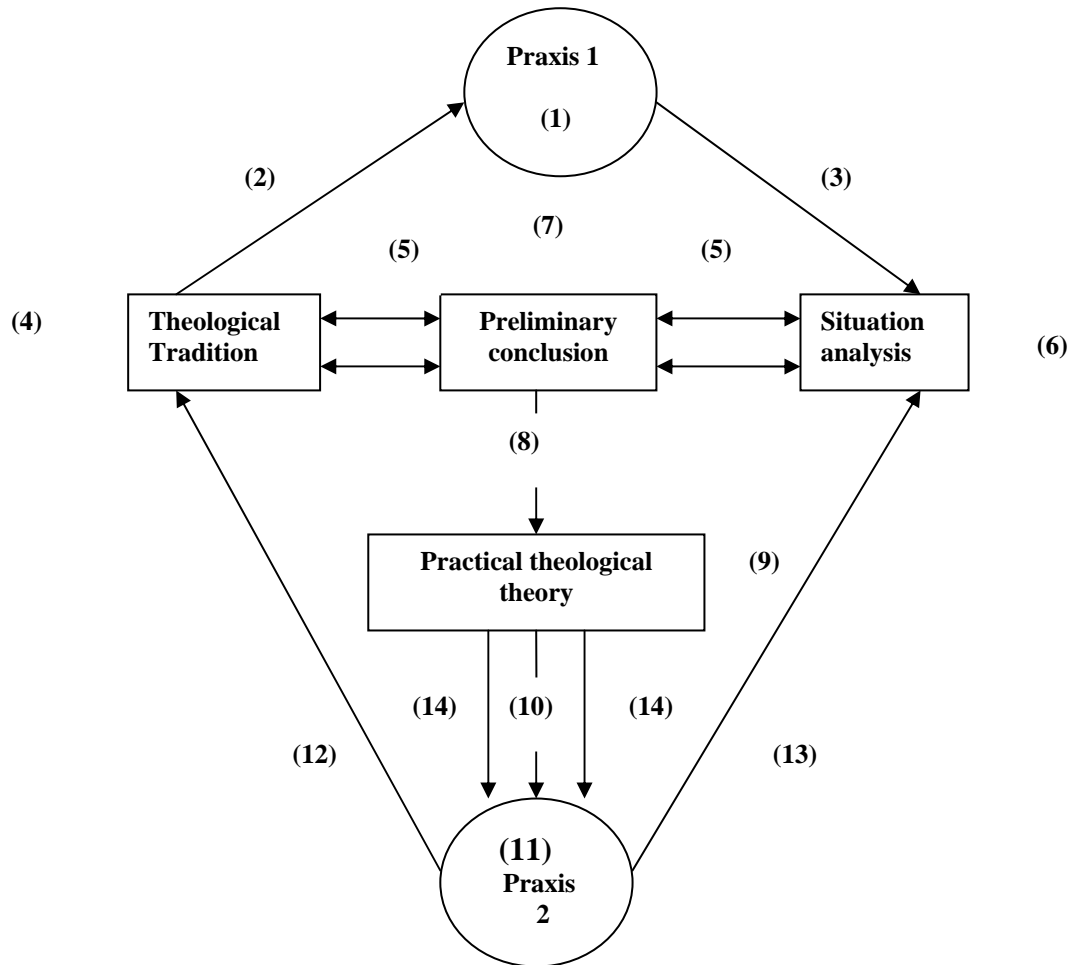 Praxis 1
(1)
(2)
(3)
(7)
(5)
(5)
(4)
Theological
Tradition
Preliminary
conclusion
Situation
analysis
(6)
(8)
Practical theological
theory
(9)
(14)
(10)
(14)
(12)
(13)
(11)
Praxis
2